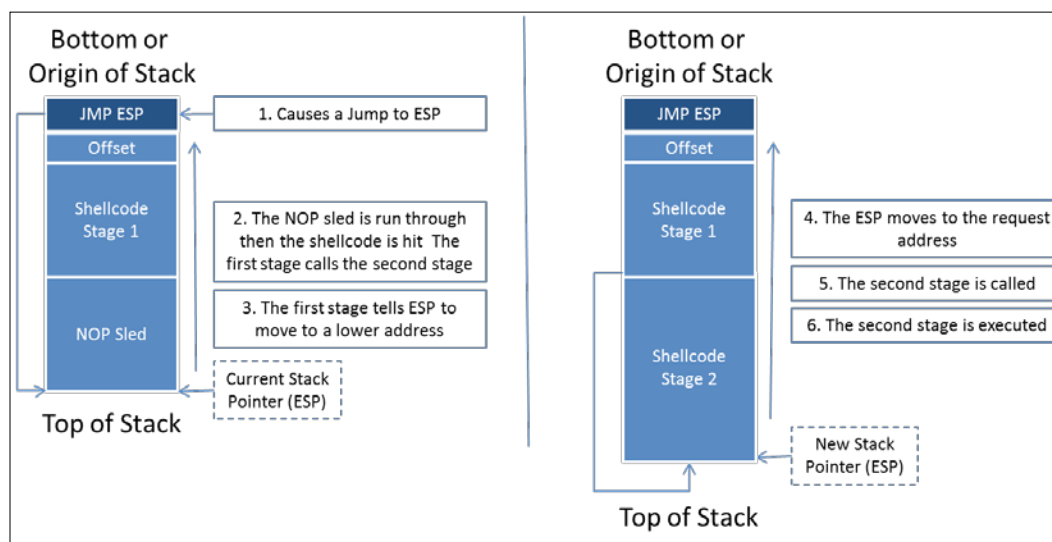 Bottom or
Origin of Stack
JMP ESP
1. Causes a Jump to ESP
Offset
Shellcode
Stage 1
2. The NOP sled is run through
then the shellcode is hit The
first stage calls the second stage
3. The first stage tells ESP to
move to a lower address
NOP Sled
Current Stack
Pointer (ESP)
Top of Stack
Bottom or
Origin of Stack
JMP ESP
Offset
Shellcode
Stage 1
4. The ESP moves to the request
address
5. The second stage is called
6. The second stage is executed
Shellcode
Stage 2
New Stack
Pointer (ESP)
Top of Stack